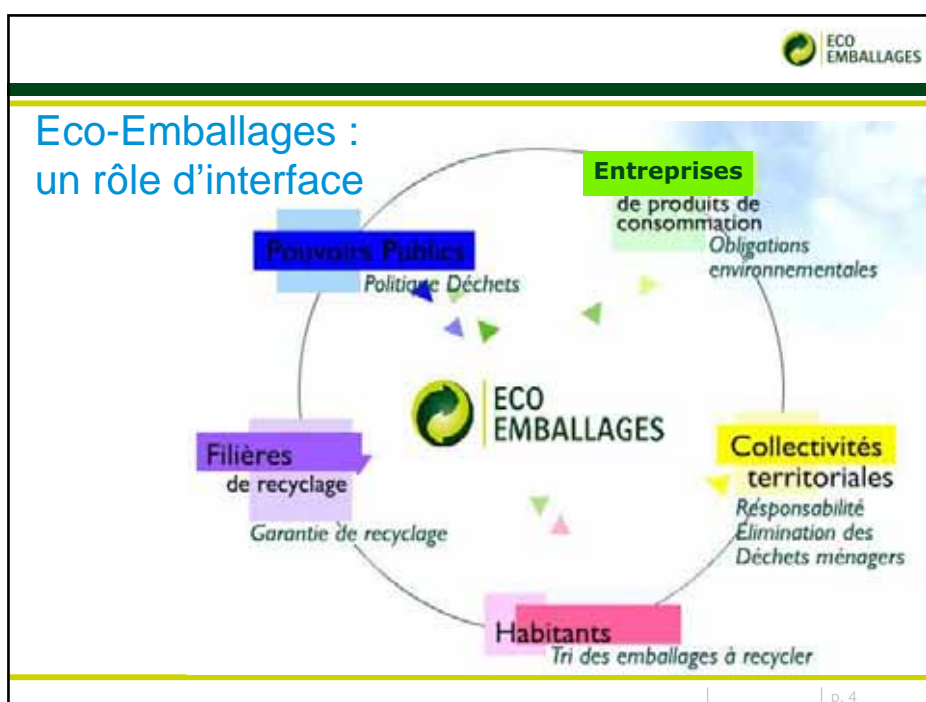 ECO
EMBALLAGES
Eco-Emballages :
un rôle d’interface
Entreprises
de produits de
consommation
Obligations
environnementales
Pouvoirs Publics
Politique Déchets
ECO
EMBALLAGES
Filières
de recyclage
Garantie de recyclage
Collectivités
territoriales
Résponsabilité
Élimination des
Déchets ménagers
Habitants
Tri des emballages à recycler
p. 4